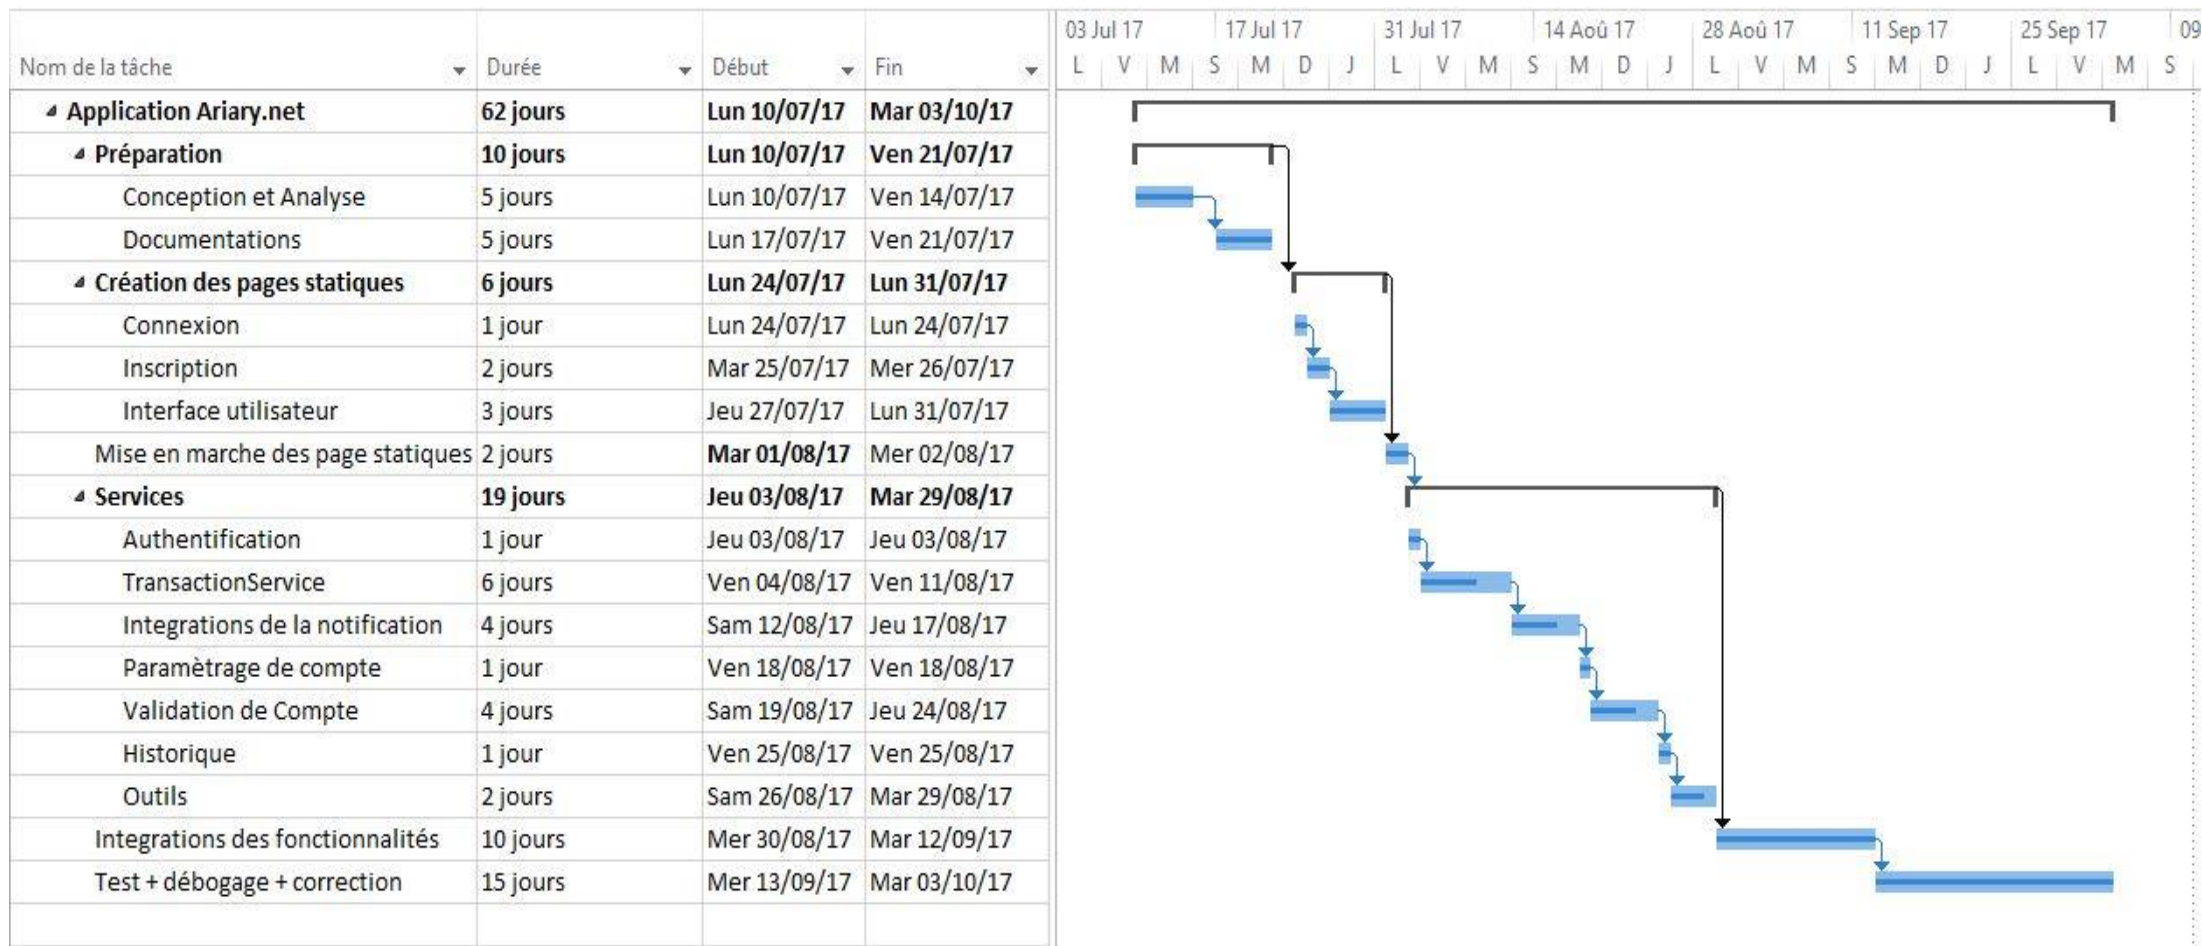 03 Jul 17 17 Jul 17 31 Jul 17 14 Aoû 17 28 Aoû 17 11 Sep 17 25 Sep 17 09
Nom de la tâche Durée Début Fin L V M S M D J L V M S M D J L V M S M D J L V M S
Application Ariary.net 62 jours Lun 10/07/17 Mar 03/10/17
Préparation 10 jours Lun 10/07/17 Ven 21/07/17
Conception et Analyse 5 jours Lun 10/07/17 Ven 14/07/17
Documentations 5 jours Lun 17/07/17 Ven 21/07/17
Création des pages statiques 6 jours Lun 24/07/17 Lun 31/07/17
Connexion 1 jour Lun 24/07/17 Lun 24/07/17
Inscription 2 jours Mar 25/07/17 Mer 26/07/17
Interface utilisateur 3 jours Jeu 27/07/17 Lun 31/07/17
Mise en marche des page statiques 2 jours Mar 01/08/17 Mer 02/08/17
Services 19 jours Jeu 03/08/17 Mar 29/08/17
Authentification 1 jour Jeu 03/08/17 Jeu 03/08/17
TransactionService 6 jours Ven 04/08/17 Ven 11/08/17
Integrations de la notification 4 jours Sam 12/08/17 Jeu 17/08/17
Paramètrage de compte 1 jour Ven 18/08/17 Ven 18/08/17
Validation de Compte 4 jours Sam 19/08/17 Jeu 24/08/17
Historique 1 jour Ven 25/08/17 Ven 25/08/17
Outils 2 jours Sam 26/08/17 Mar 29/08/17
Integrations des fonctionnalités 10 jours Mer 30/08/17 Mar 12/09/17
Test + débogage + correction 15 jours Mer 13/09/17 Mar 03/10/17